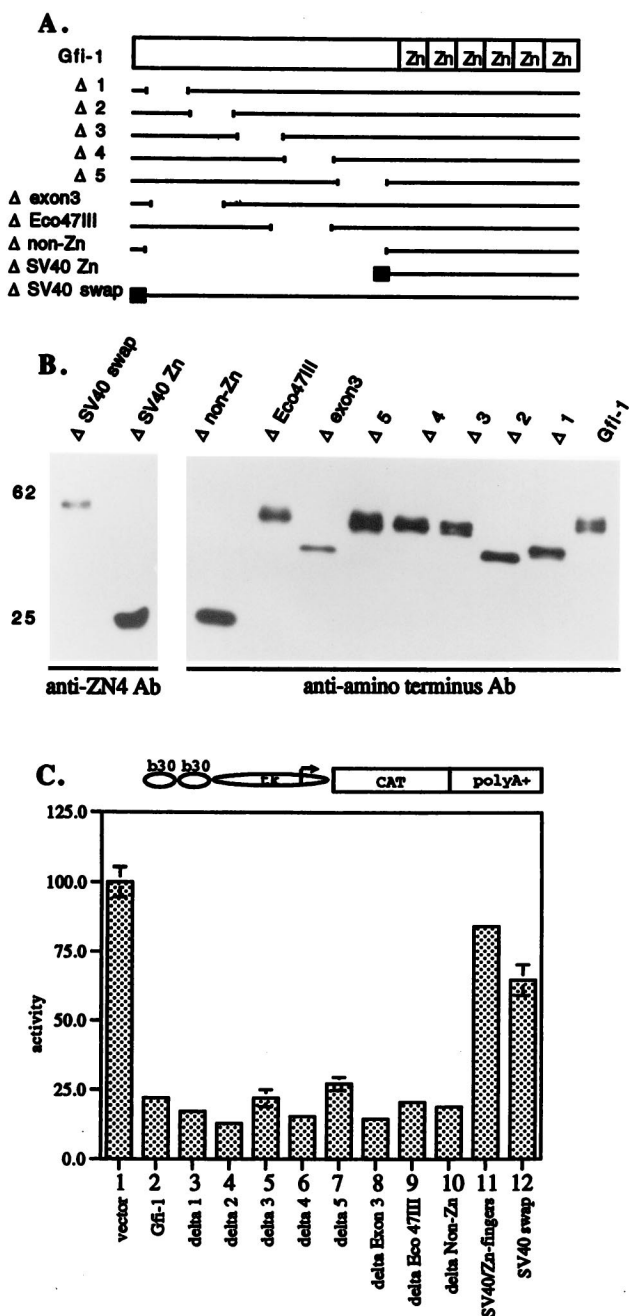 A.
Gfi-1 Zn Zn Zn Zn Zn Zn
Δ 1
Δ 2
Δ 3
Δ 4
Δ 5
Δ exon3
Δ Eco47III
Δ non-Zn
Δ SV40 Zn
Δ SV40 swap
B.
Δ SV40 swap
Δ SV40 Zn
Δ non-Zn
Δ Eco47III
Δ exon3
Δ 5
Δ 4
Δ 3
Δ 2
Δ 1
Gfi-1
62
25
anti-ZN4 Ab
anti-amino terminus Ab
C.
b30 b30
CAT polyA+
125.0
100.0
75.0
50.0
25.0
0.0
activity
1 2 3 4 5 6 7 8 9 10 11 12
vector
Gfi-1
delta 1
delta 2
delta 3
delta 4
delta 5
delta Exon 3
delta Eco 47III
delta Non-Zn
SV40/Zn-fingers
SV40 swap